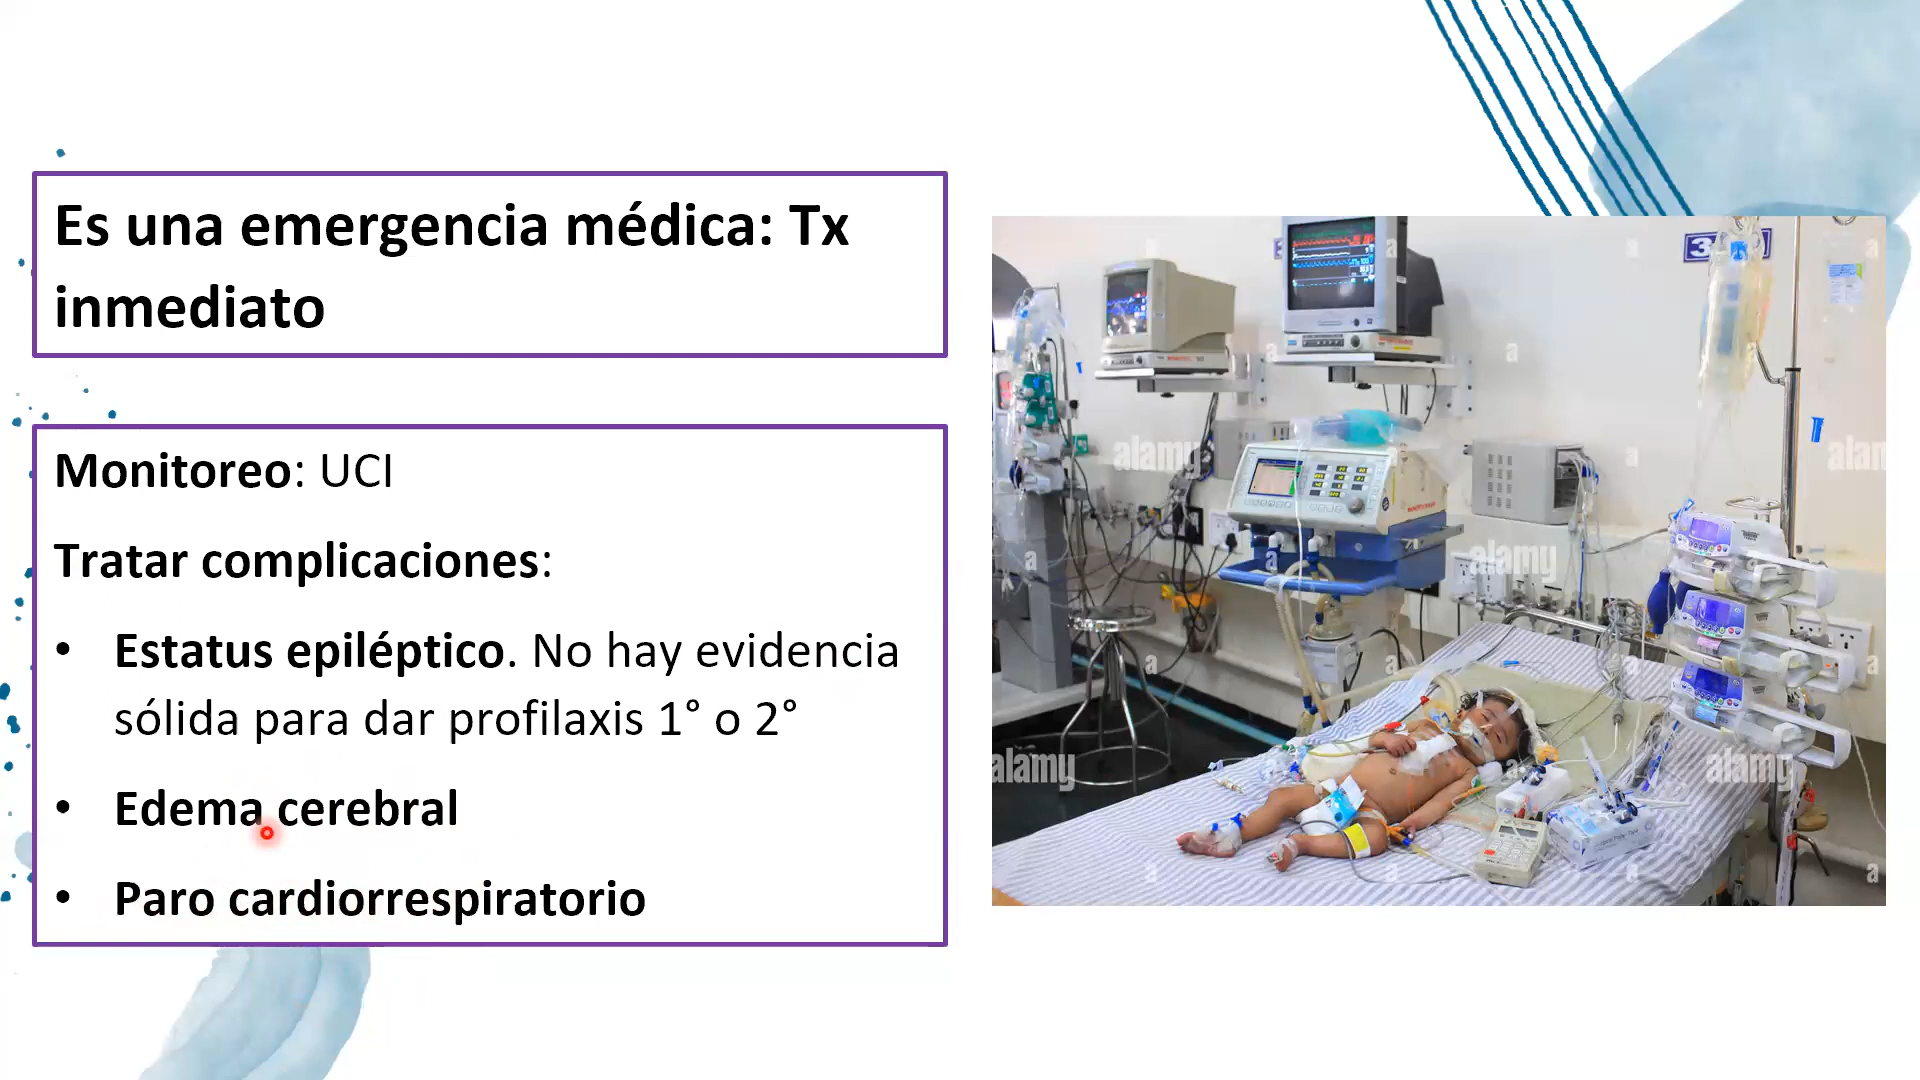 Es una emergencia médica: Tx
inmediato
Monitoreo: UCI
Tratar complicaciones:
• Estatus epiléptico. No hay evidencia
sólida para dar profilaxis 1° o 2°
• Edema cerebral
• Paro cardiorrespiratorio
alamy
alamy
alamy
alamy